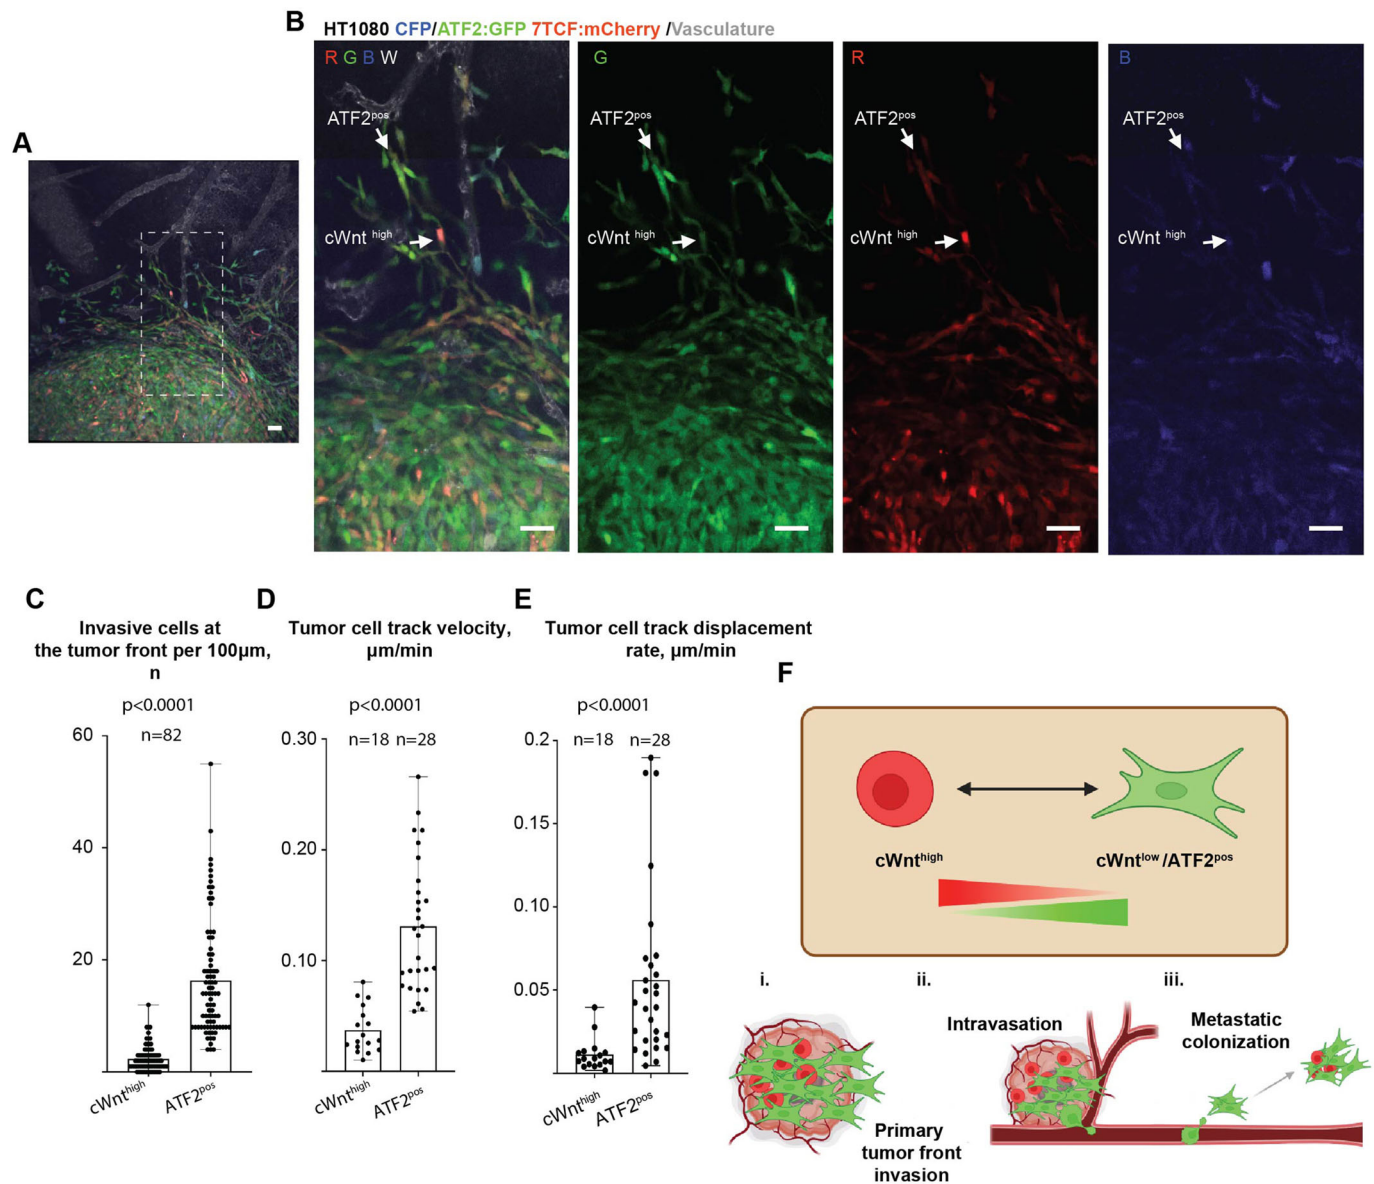 A
B
HT1080 CFP/ATF2:GFP 7TCF:mCherry /Vasculature
R G B W
ATF2pos
cWnt high
G
ATF2pos
cWnt high
R
ATF2pos
cWnt high
B
ATF2pos
cWnt high
C
Invasive cells at
the tumor front per 100µm,
n
p<0.0001
n=82
60
40
20
cWnthigh
ATF2pos
D
Tumor cell track velocity,
µm/min
p<0.0001
n=18 n=28
0.30
0.20
0.10
cWnthigh
ATF2pos
E
Tumor cell track displacement
rate, µm/min
p<0.0001
n=18 n=28
0.2
0.15
0.10
0.05
cWnthigh
ATF2pos
F
cWnthigh
cWntlow/ATF2pos
i.
ii.
iii.
Primary
tumor front
invasion
Intravasation
Metastatic
colonization